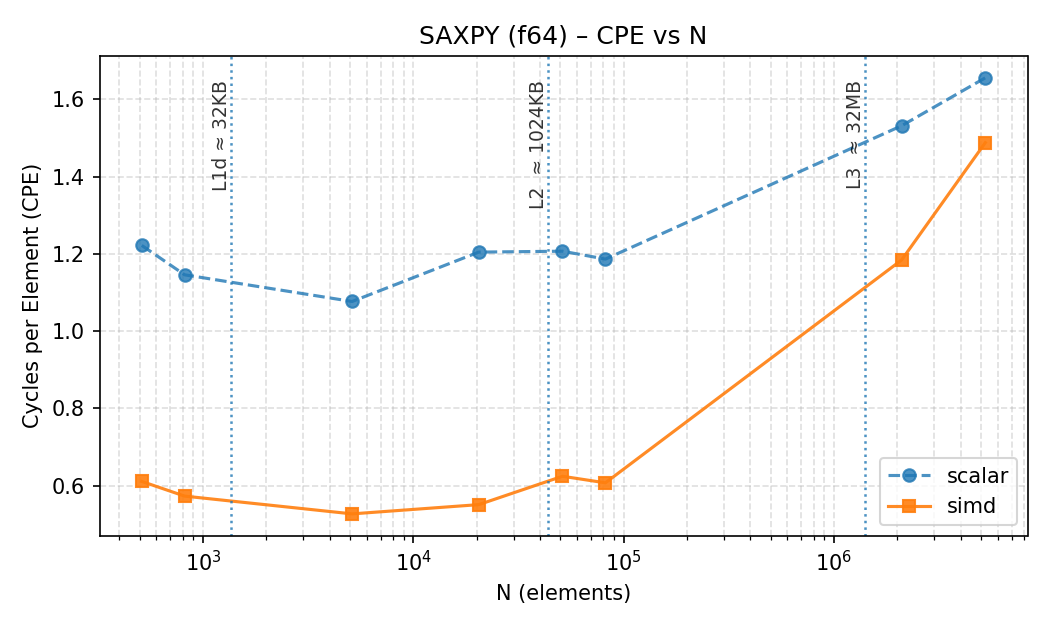 SAXPY (f64) – CPE vs N
Cycles per Element (CPE)
1.6
1.4
1.2
1.0
0.8
0.6
L1d ≈ 32KB
L2 ≈ 1024KB
L3 ≈ 32MB
scalar
simd
10³
10⁴
10⁵
10⁶
N (elements)